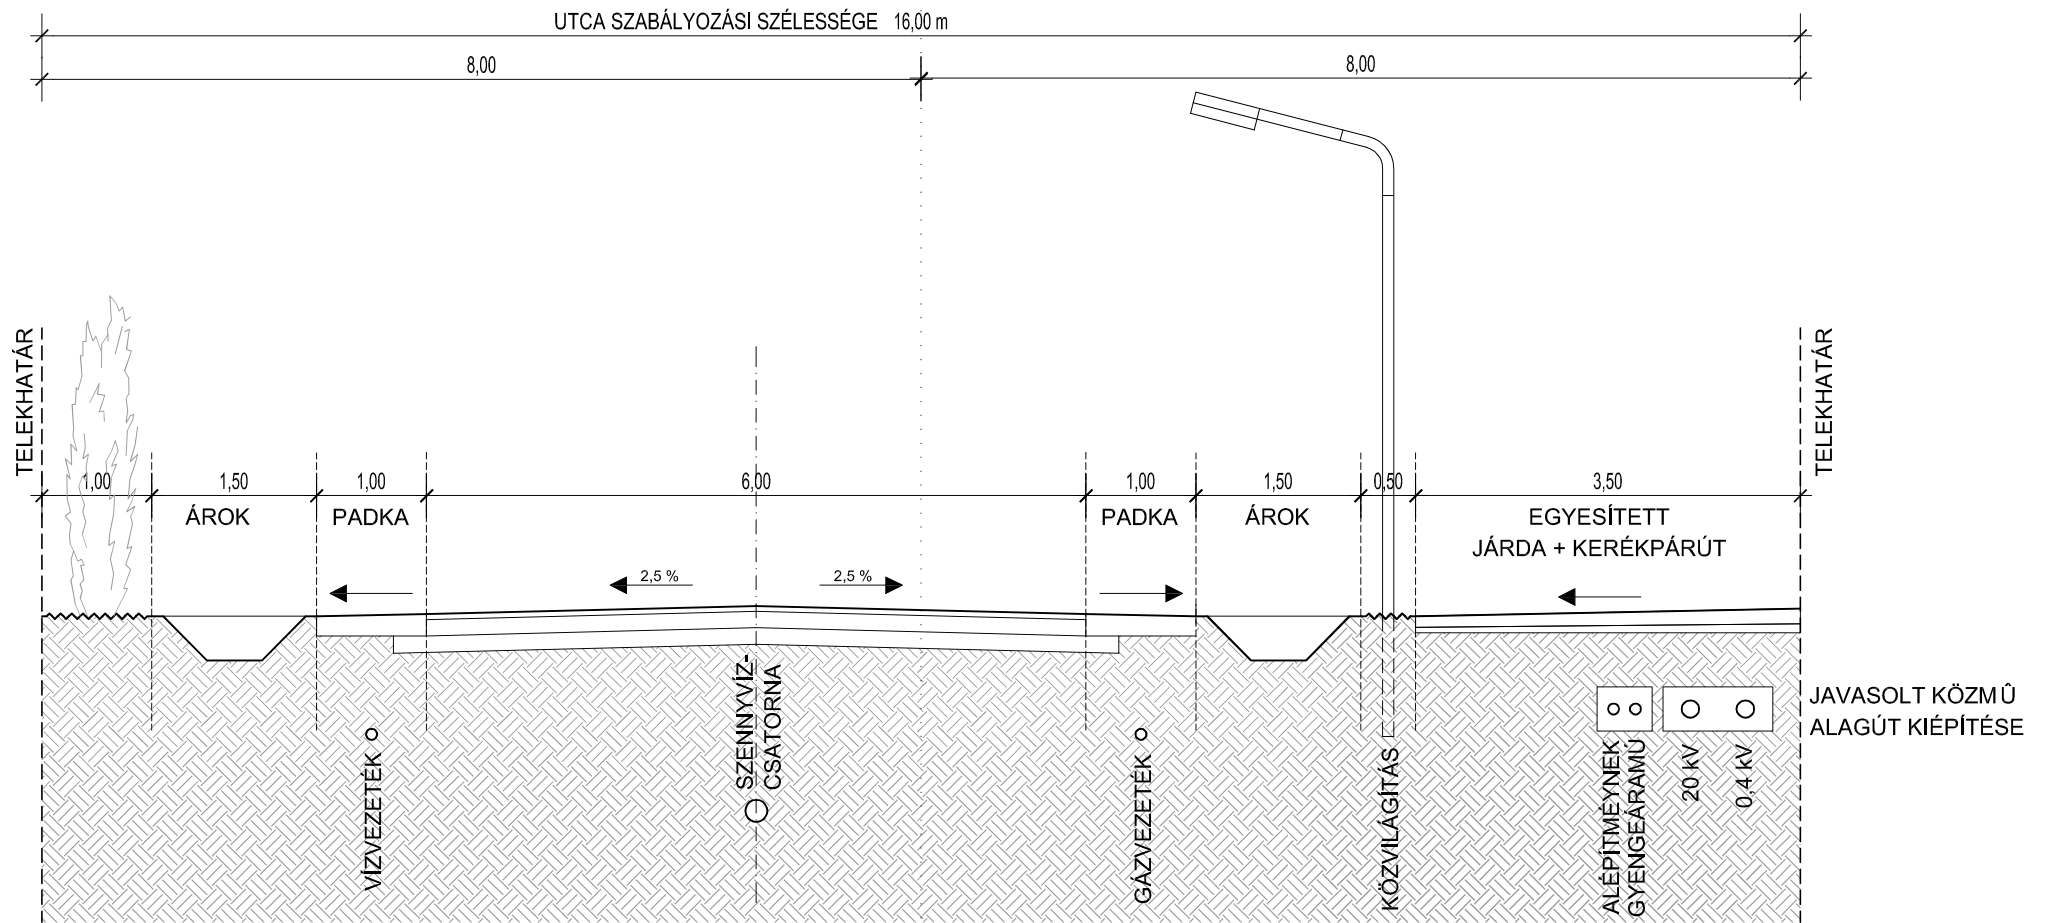 UTCA SZABÁLYOZÁSI SZÉLESSÉGE 16,00 m
8,00
8,00
TELEKHATÁR
TELEKHATÁR
1,00
1,50
1,00
6,00
1,00
1,50
0,50
3,50
ÁROK
PADKA
PADKA
ÁROK
EGYESÍTETT
JÁRDA + KERÉKPÁRÚT
2,5 %
2,5 %
VÍZVEZETÉK
SZENNYVÍZ-
CSATORNA
GÁZVEZETÉK
KÖZVILÁGÍTÁS
ALÉPÍTMÉYNEK
GYENGEÁRAMÚ
20 kV
0,4 kV
JAVASOLT KÖZMÛ
ALAGÚT KIÉPÍTÉSE